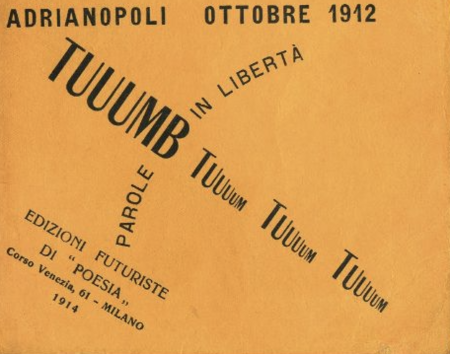 ADRIANOPOLI OTTOBRE 1912
TUUUMB TUUUUM TUUUUM TUUUUM
PAROLE IN LIBERTÀ
EDIZIONI FUTURISTE
DI "POESIA"
Corso Venezia, 61 - MILANO
1914